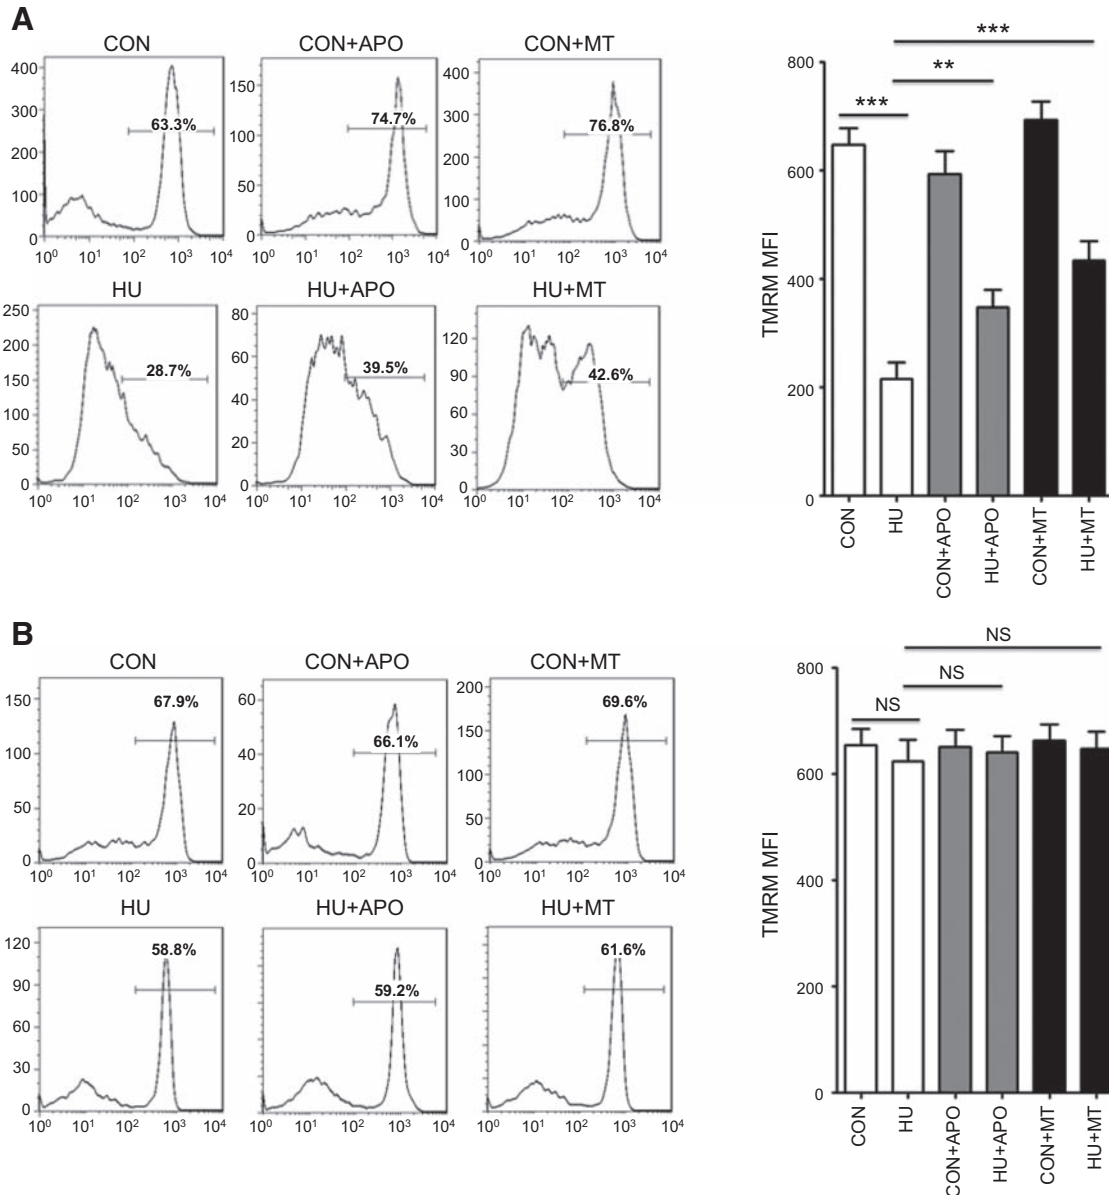 A
CON
400
300
200
100
0
63.3%
10⁰ 10¹ 10² 10³ 10⁴
CON+APO
150
100
50
0
74.7%
10⁰ 10¹ 10² 10³ 10⁴
CON+MT
400
300
200
100
0
76.8%
10⁰ 10¹ 10² 10³ 10⁴
HU
250
200
150
100
50
0
28.7%
10⁰ 10¹ 10² 10³ 10⁴
HU+APO
80
60
40
20
0
39.5%
10⁰ 10¹ 10² 10³ 10⁴
HU+MT
120
90
60
30
0
42.6%
10⁰ 10¹ 10² 10³ 10⁴
***
**
***
TMRM MFI
800
600
400
200
0
CON
HU
CON+APO
HU+APO
CON+MT
HU+MT
B
CON
150
100
50
0
67.9%
10⁰ 10¹ 10² 10³ 10⁴
CON+APO
60
40
20
0
66.1%
10⁰ 10¹ 10² 10³ 10⁴
CON+MT
200
150
100
50
0
69.6%
10⁰ 10¹ 10² 10³ 10⁴
HU
120
90
60
30
0
58.8%
10⁰ 10¹ 10² 10³ 10⁴
HU+APO
59.2%
10⁰ 10¹ 10² 10³ 10⁴
HU+MT
61.6%
10⁰ 10¹ 10² 10³ 10⁴
NS
NS
NS
TMRM MFI
800
600
400
200
0
CON
HU
CON+APO
HU+APO
CON+MT
HU+MT